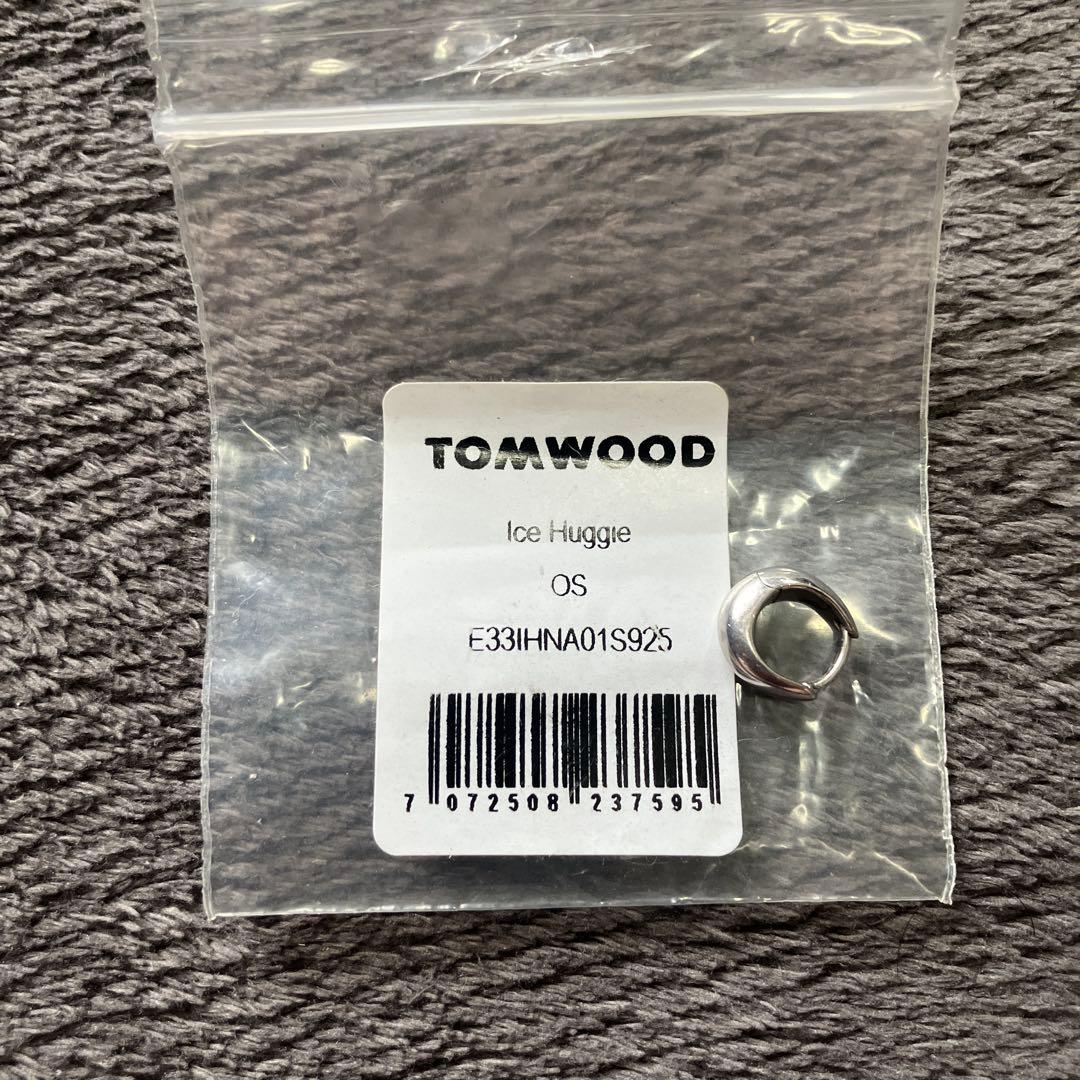 TOMWOOD
Ice Huggie
OS
E33IHNA01S925
7 072508 237595